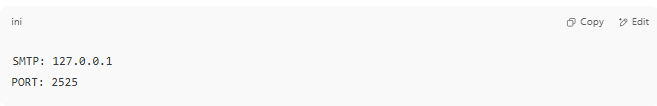 ini Copy Edit
SMTP: 127.0.0.1
PORT: 2525